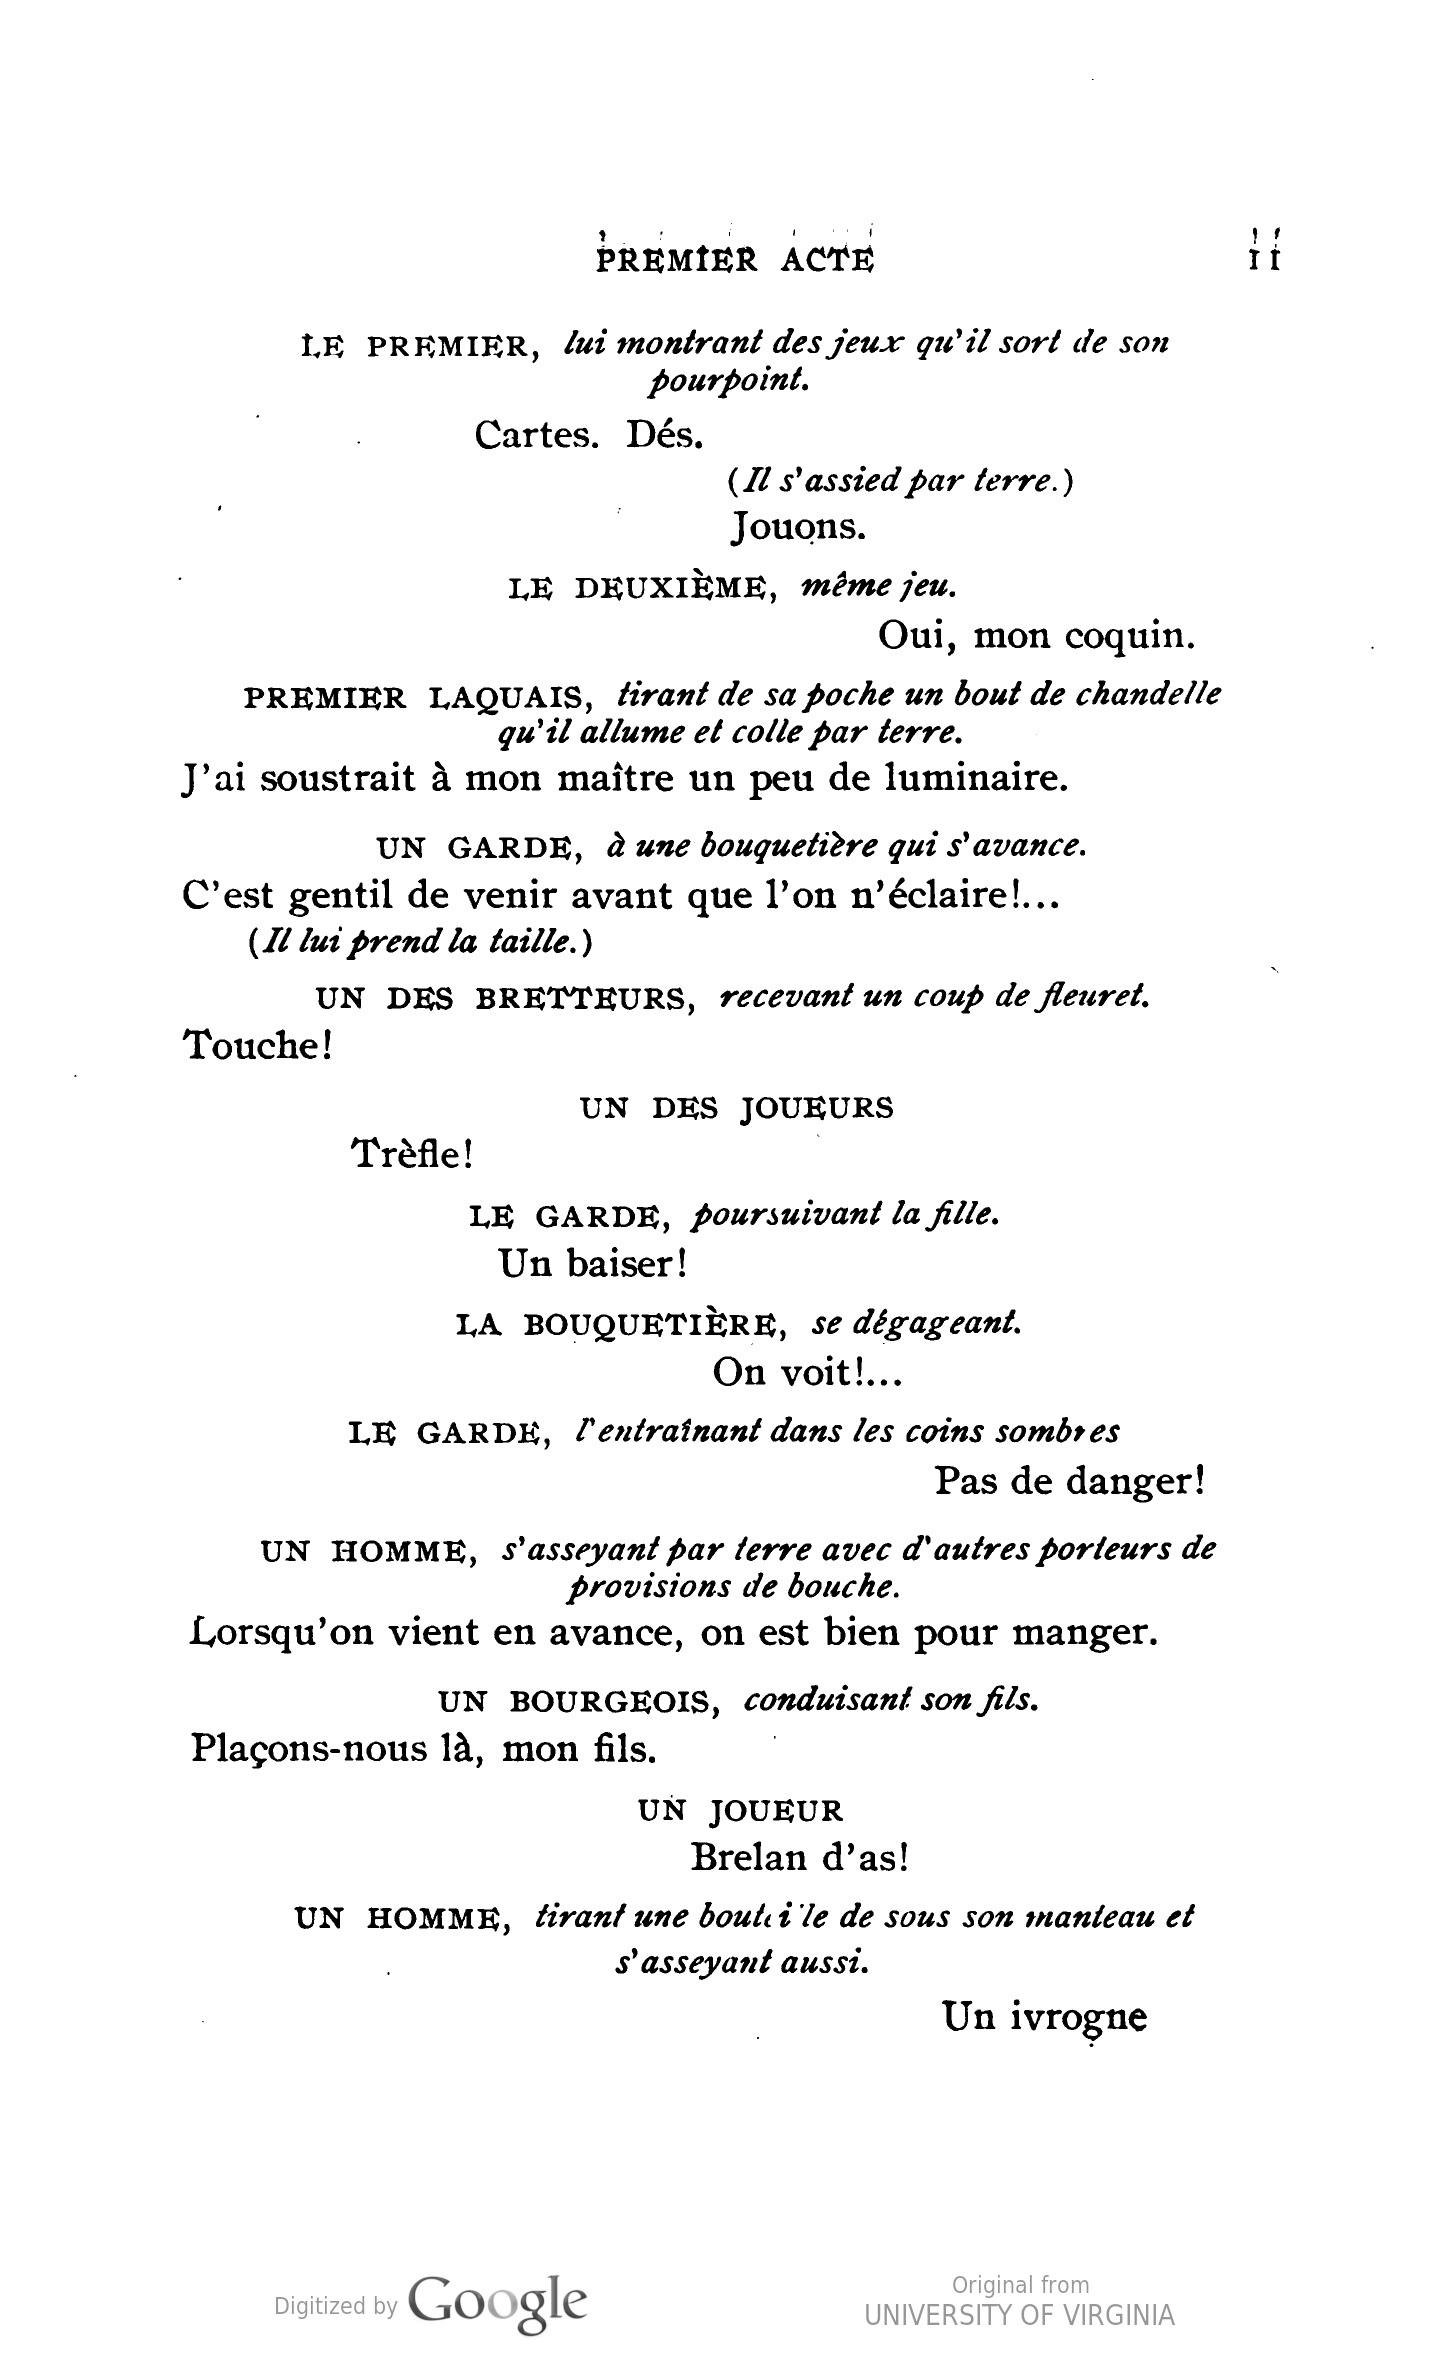 PREMIER ACTE 11
LE PREMIER, lui montrant des jeux qu'il sort de son
pourpoint.
Cartes. Dés.
(Il s'assied par terre.)
Jouons.
LE DEUXIÈME, même jeu.
Oui, mon coquin.
PREMIER LAQUAIS, tirant de sa poche un bout de chandelle
qu'il allume et colle par terre.
J'ai soustrait à mon maître un peu de luminaire.
UN GARDE, à une bouquetière qui s'avance.
C'est gentil de venir avant que l'on n'éclaire!...
(Il lui prend la taille.)
UN DES BRETTEURS, recevant un coup de fleuret.
Touche!
UN DES JOUEURS
Trèfle!
LE GARDE, poursuivant la fille.
Un baiser!
LA BOUQUETIÈRE, se dégageant.
On voit!...
LE GARDE, l'entraînant dans les coins sombres
Pas de danger!
UN HOMME, s'asseyant par terre avec d'autres porteurs de
provisions de bouche.
Lorsqu'on vient en avance, on est bien pour manger.
UN BOURGEOIS, conduisant son fils.
Plaçons-nous là, mon fils.
UN JOUEUR
Brelan d'as!
UN HOMME, tirant une bouteille de sous son manteau et
s'asseyant aussi.
Un ivrogne
Digitized by Google
Original from
UNIVERSITY OF VIRGINIA